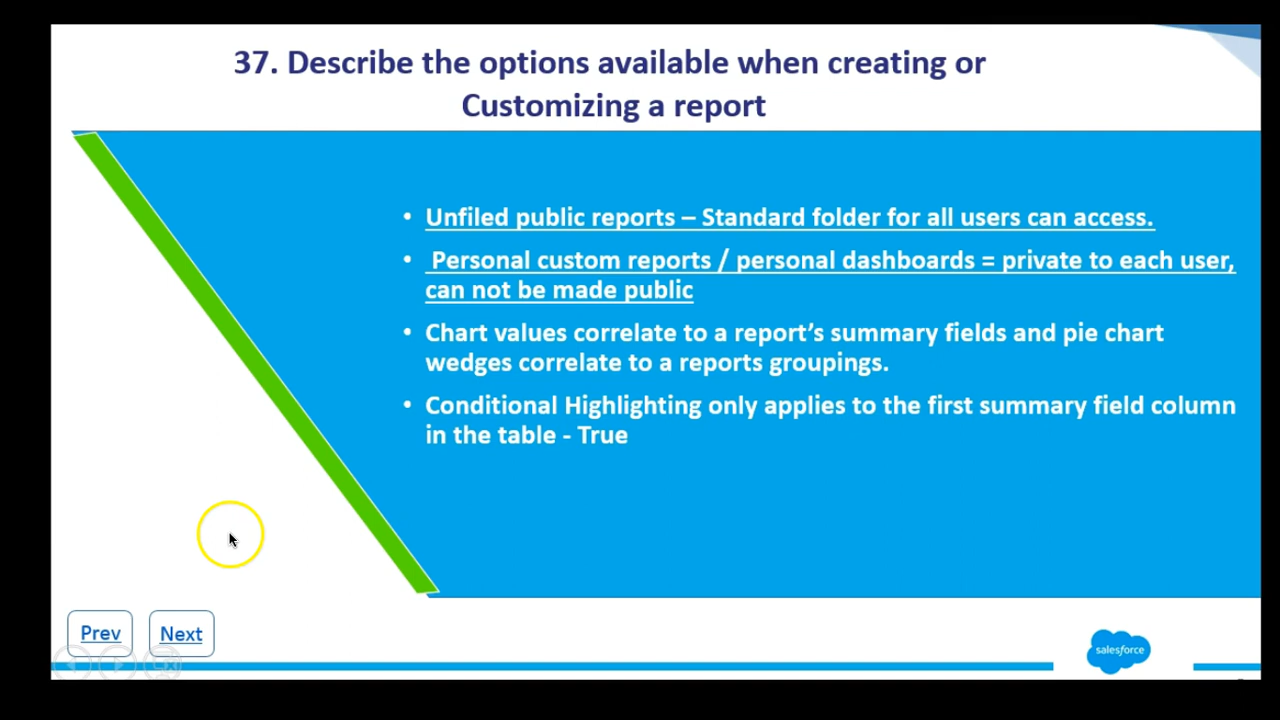 37. Describe the options available when creating or
Customizing a report
• Unfiled public reports – Standard folder for all users can access.
• Personal custom reports / personal dashboards = private to each user,
can not be made public
• Chart values correlate to a report's summary fields and pie chart
wedges correlate to a reports groupings.
• Conditional Highlighting only applies to the first summary field column
in the table - True
Prev
Next
salesforce